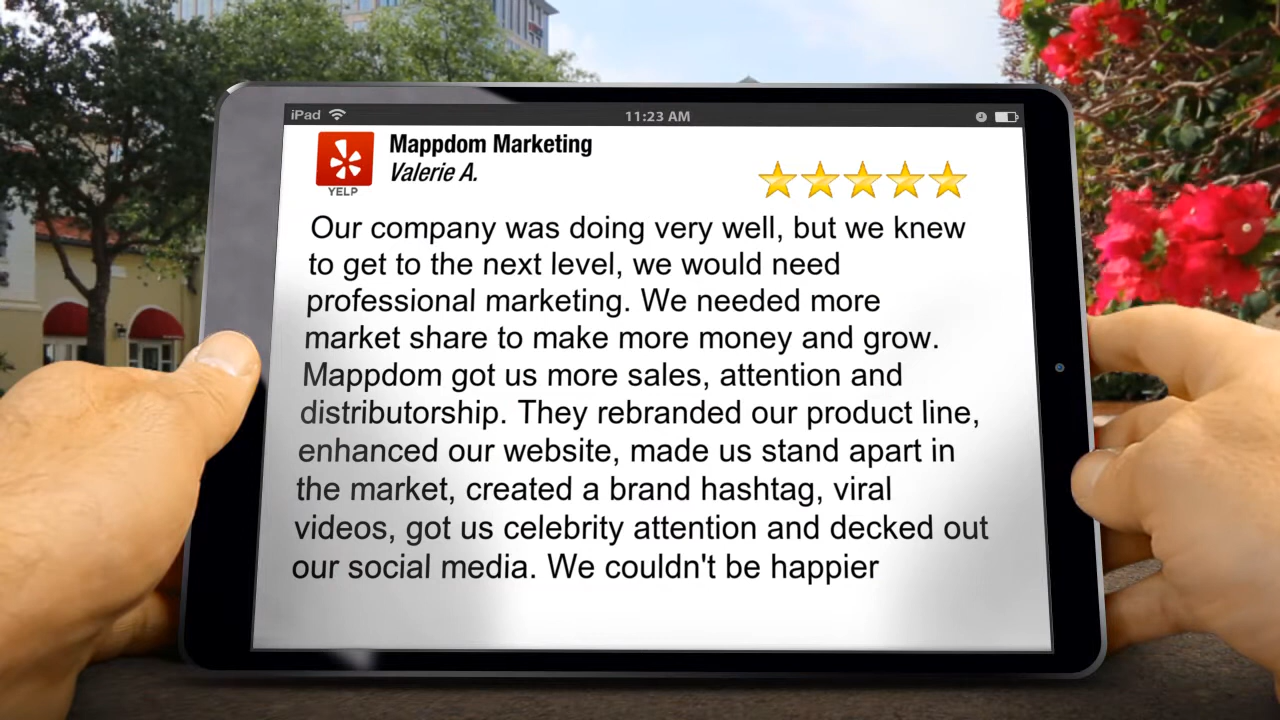 iPad
11:23 AM
Mappdom Marketing
Valerie A.
YELP
Our company was doing very well, but we knew
to get to the next level, we would need
professional marketing. We needed more
market share to make more money and grow.
Mappdom got us more sales, attention and
distributorship. They rebranded our product line,
enhanced our website, made us stand apart in
the market, created a brand hashtag, viral
videos, got us celebrity attention and decked out
our social media. We couldn't be happier